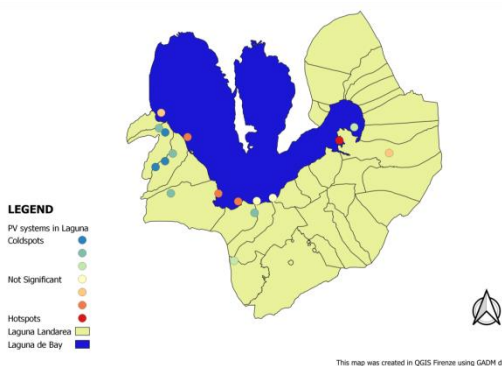 LEGEND
PV systems in Laguna
Coldspots
Not Significant
Hotspots
Laguna Landarea
Laguna de Bay
This map was created in QGIS Firenze using GADM d